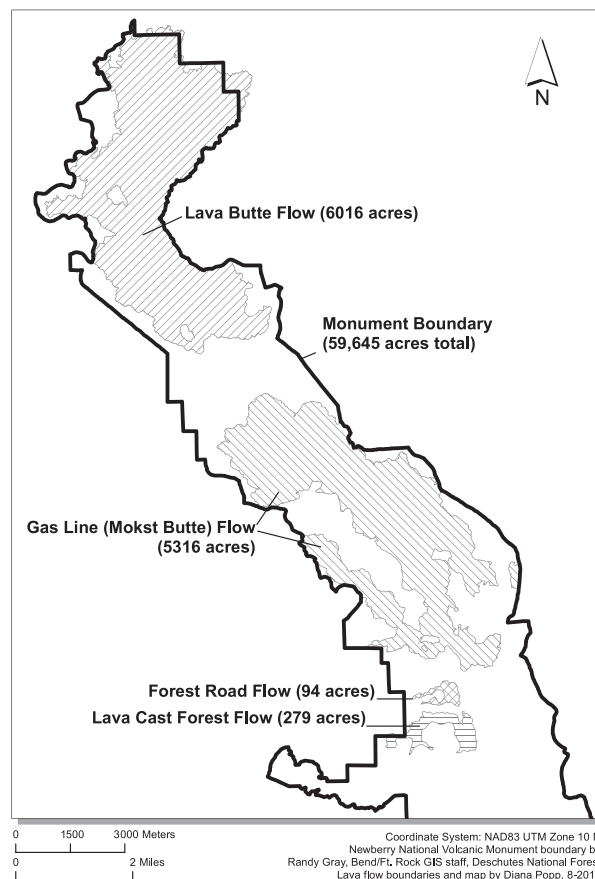 N
Lava Butte Flow (6016 acres)
Monument Boundary
(59,645 acres total)
Gas Line (Mokst Butte) Flow
(5316 acres)
Forest Road Flow (94 acres)
Lava Cast Forest Flow (279 acres)
0 1500 3000 Meters
0 2 Miles
Coordinate System: NAD83 UTM Zone 10
Newberry National Volcanic Monument boundary
Randy Gray, Bend/Ft. Rock GIS staff, Deschutes National
Lava flow boundaries and map by Diana Popp,